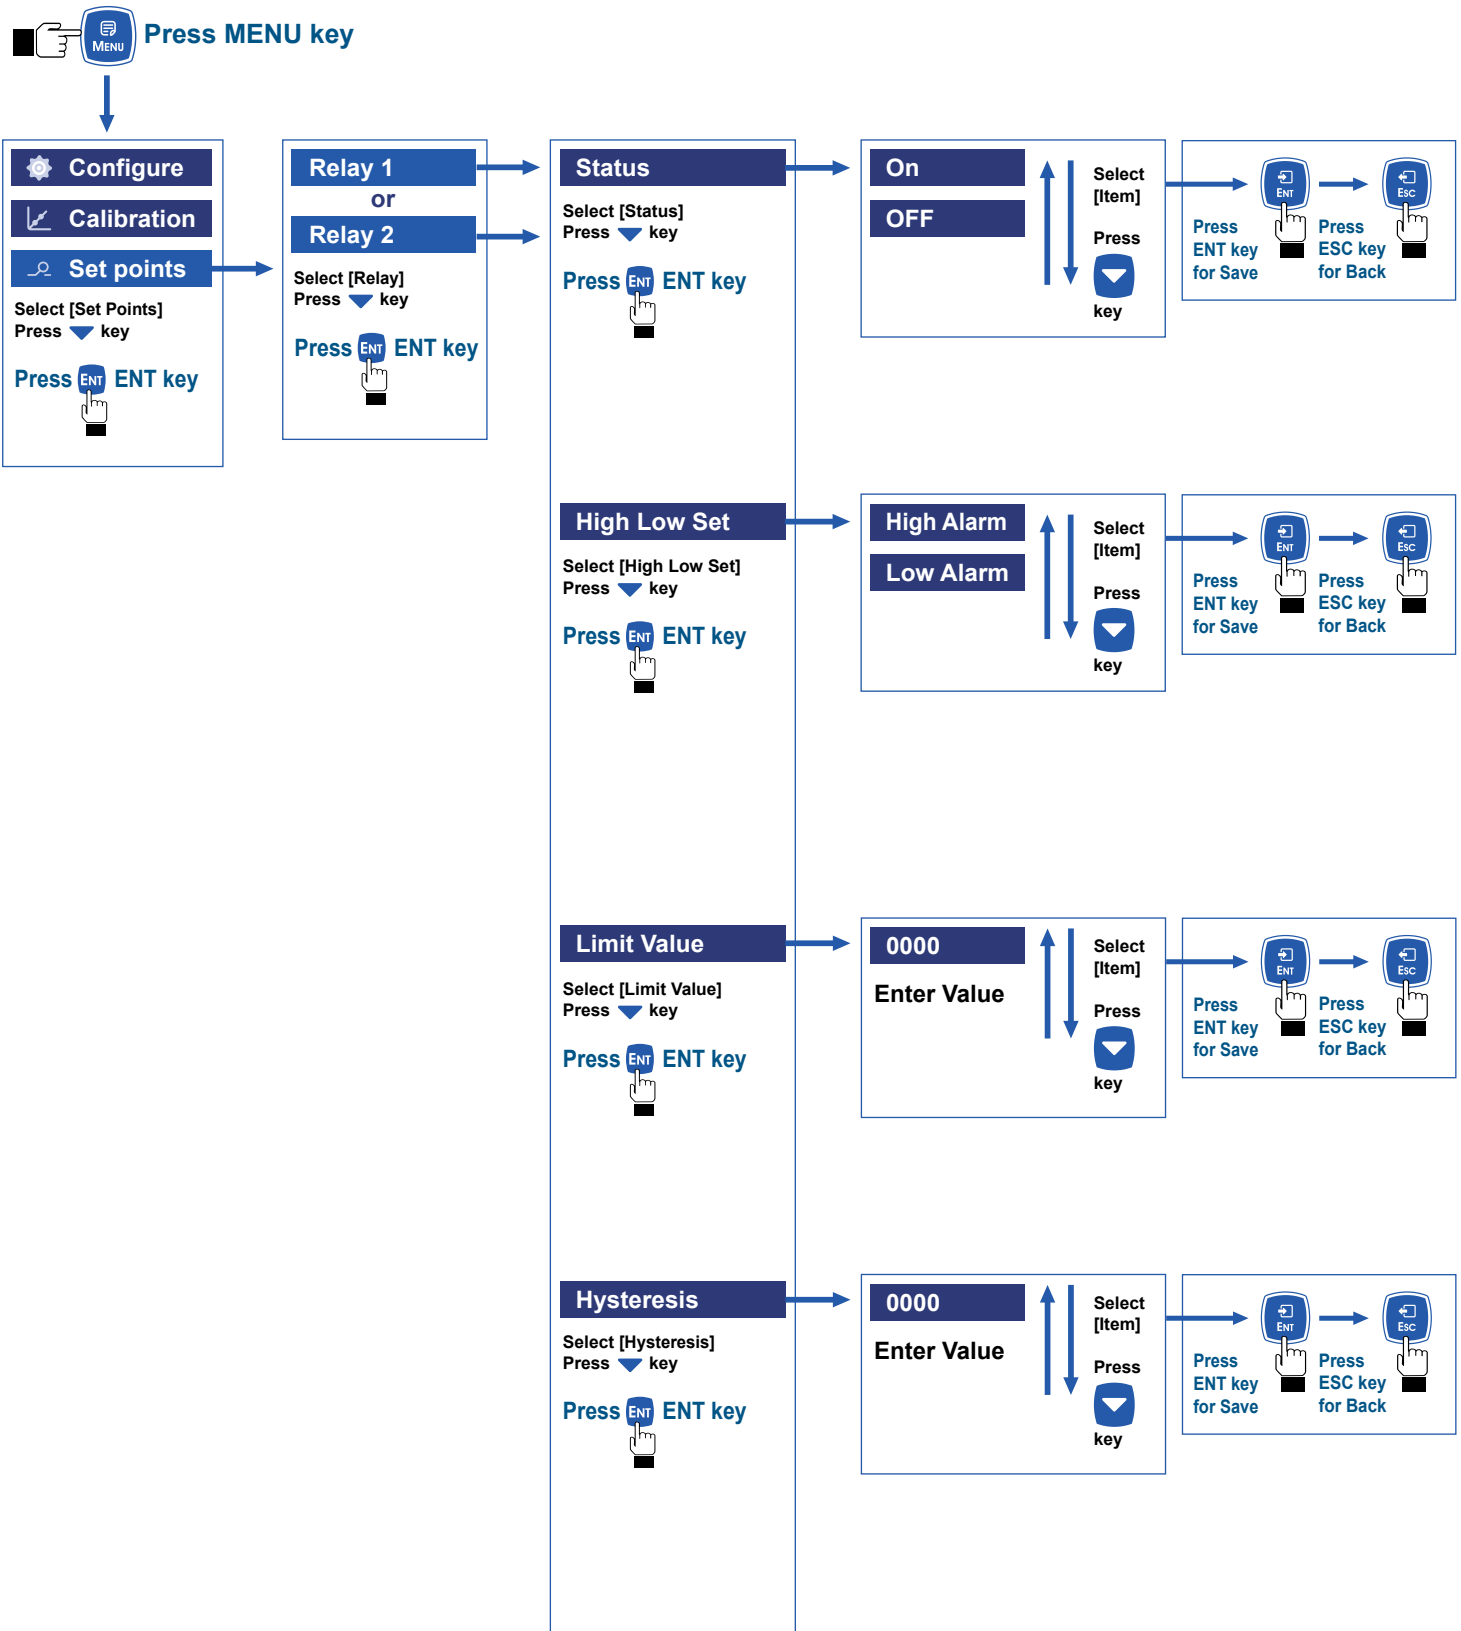 MENU
Press MENU key
Configure
Calibration
Set points
Select [Set Points]
Press key
Press ENT ENT key
Relay 1
or
Relay 2
Select [Relay]
Press key
Press ENT ENT key
Status
Select [Status]
Press key
Press ENT ENT key
On
OFF
Select
[Item]
Press
key
ENT
Press
ENT key
for Save
ESC
Press
ESC key
for Back
High Low Set
Select [High Low Set]
Press key
Press ENT ENT key
High Alarm
Low Alarm
Select
[Item]
Press
key
ENT
Press
ENT key
for Save
ESC
Press
ESC key
for Back
Limit Value
Select [Limit Value]
Press key
Press ENT ENT key
0000
Enter Value
Select
[Item]
Press
key
ENT
Press
ENT key
for Save
ESC
Press
ESC key
for Back
Hysteresis
Select [Hysteresis]
Press key
Press ENT ENT key
0000
Enter Value
Select
[Item]
Press
key
ENT
Press
ENT key
for Save
ESC
Press
ESC key
for Back